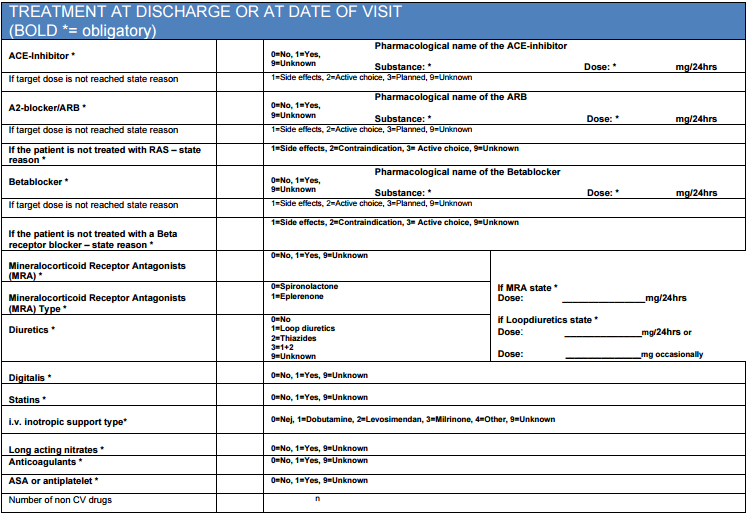 TREATMENT AT DISCHARGE OR AT DATE OF VISIT
(BOLD *= obligatory)
ACE-Inhibitor *
0=No, 1=Yes,
9=Unknown
Pharmacological name of the ACE-inhibitor
Substance: * Dose: * mg/24hrs
If target dose is not reached state reason
1=Side effects, 2=Active choice, 3=Planned, 9=Unknown
A2-blocker/ARB *
0=No, 1=Yes,
9=Unknown
Pharmacological name of the ARB
Substance: * Dose: * mg/24hrs
If target dose is not reached state reason
1=Side effects, 2=Active choice, 3=Planned, 9=Unknown
If the patient is not treated with RAS – state
reason *
1=Side effects, 2=Contraindication, 3= Active choice, 9=Unknown
Betablocker *
0=No, 1=Yes,
9=Unknown
Pharmacological name of the Betablocker
Substance: * Dose: * mg/24hrs
If target dose is not reached state reason
1=Side effects, 2=Active choice, 3=Planned, 9=Unknown
If the patient is not treated with a Beta
receptor blocker – state reason *
1=Side effects, 2=Contraindication, 3= Active choice, 9=Unknown
Mineralocorticoid Receptor Antagonists
(MRA) *
0=No, 1=Yes, 9=Unknown
Mineralocorticoid Receptor Antagonists
(MRA) Type *
0=Spironolactone
1=Eplerenone
If MRA state *
Dose: _______________mg/24hrs
Diuretics *
0=No
1=Loop diuretics
2=Thiazides
3=1+2
9=Unknown
if Loopdiuretics state *
Dose: _______________mg/24hrs or
Dose: _______________mg occasionally
Digitalis *
0=No, 1=Yes, 9=Unknown
Statins *
0=No, 1=Yes, 9=Unknown
i.v. inotropic support type*
0=Nej, 1=Dobutamine, 2=Levosimendan, 3=Milrinone, 4=Other, 9=Unknown
Long acting nitrates *
0=No, 1=Yes, 9=Unknown
Anticoagulants *
0=No, 1=Yes, 9=Unknown
ASA or antiplatelet *
0=No, 1=Yes, 9=Unknown
Number of non CV drugs
n